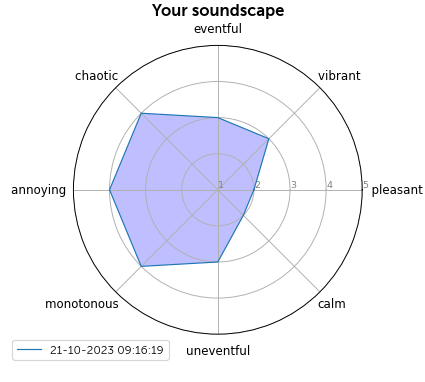 Your soundscape
eventful
chaotic
vibrant
annoying
1
2
3
4
5
pleasant
monotonous
calm
uneventful
21-10-2023 09:16:19